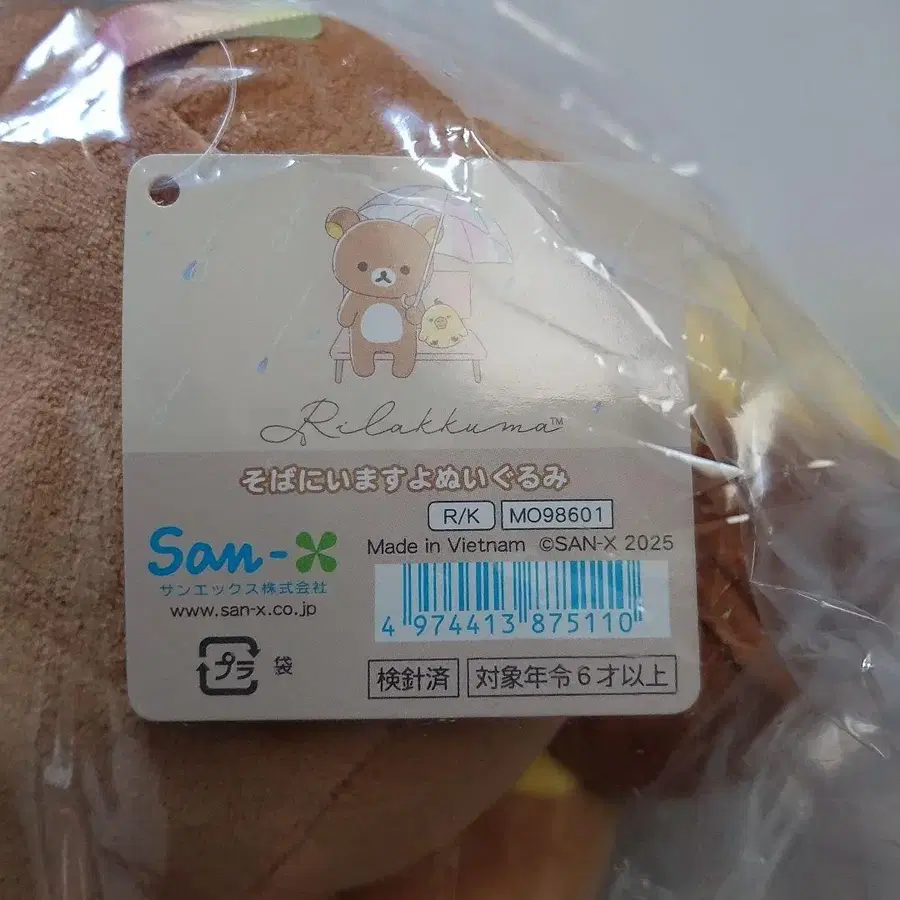 Rilakkuma™
そばにいますよぬいぐるみ
R/K MO98601
Made in Vietnam ©SAN-X 2025
San-X
サンエックス株式会社
www.san-x.co.jp
4 974413 875110
プラ 袋
検針済 対象年令6才以上